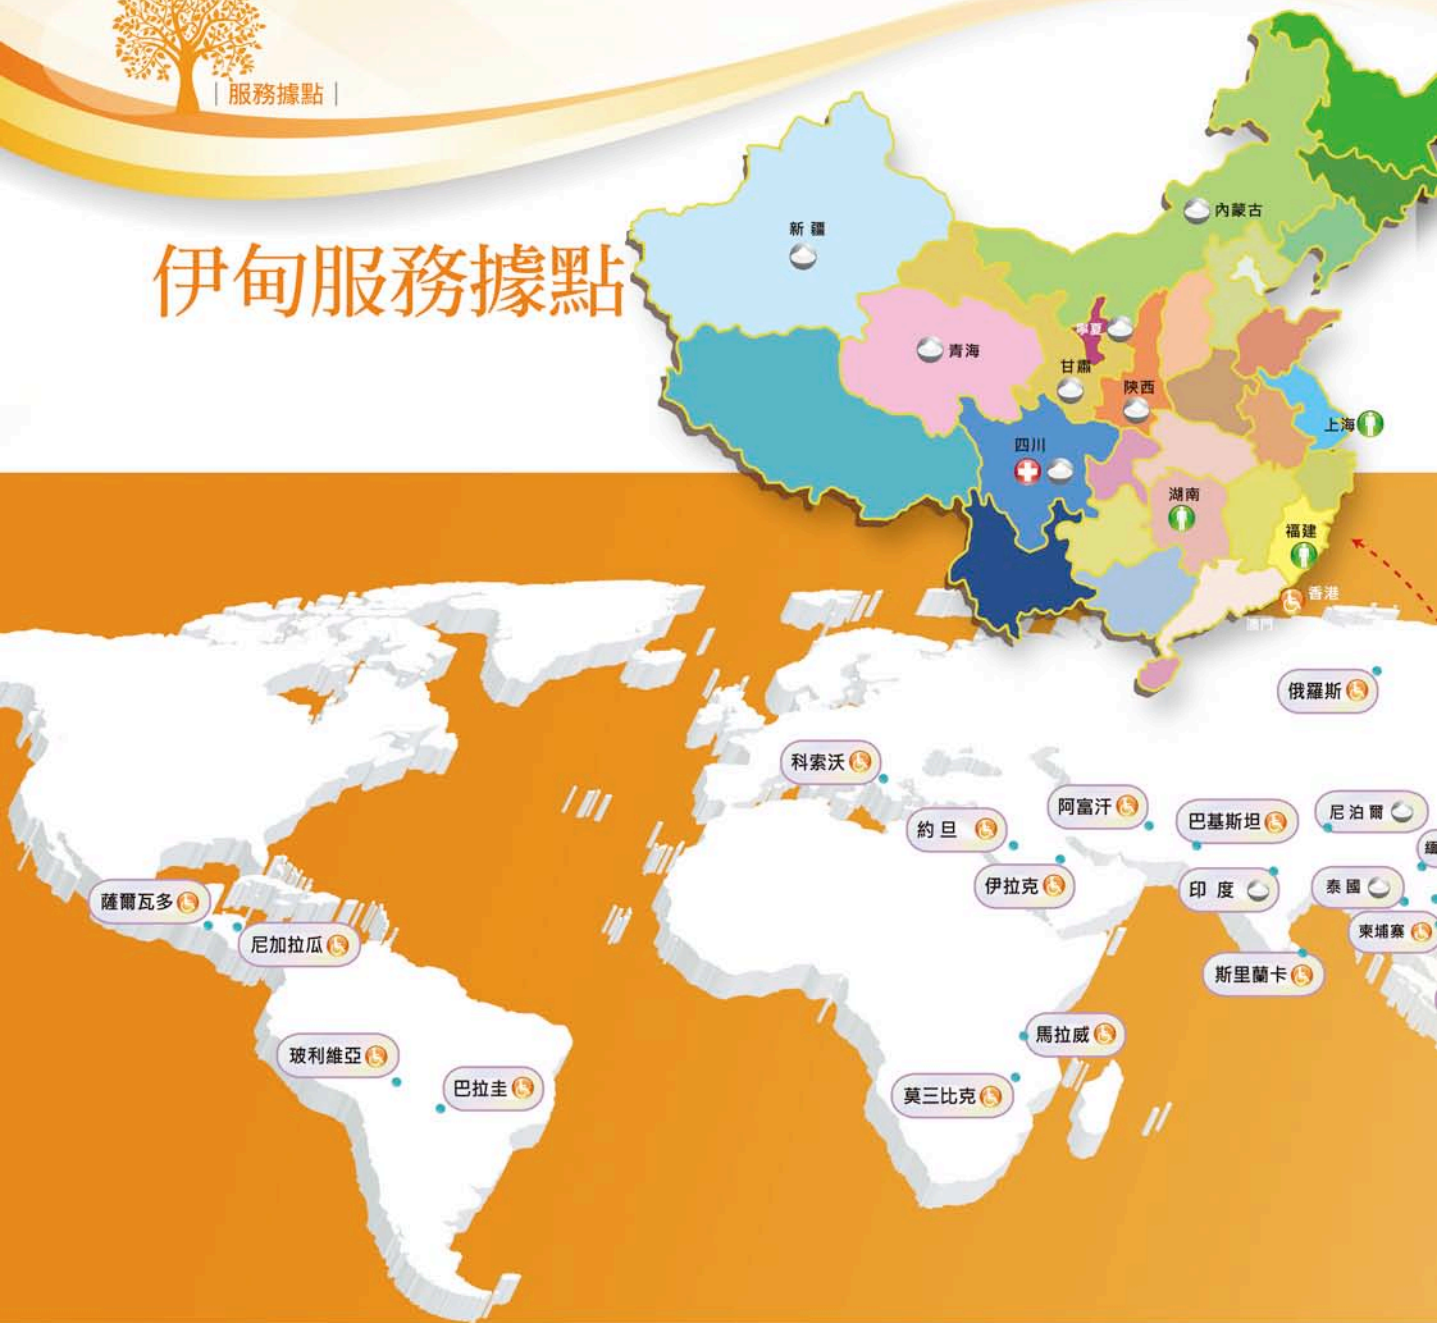 服務據點
伊甸服務據點
新疆
內蒙古
青海
寧夏
甘肅
陝西
上海
四川
湖南
福建
香港
澳門
俄羅斯
科索沃
阿富汗
尼泊爾
約旦
巴基斯坦
緬
伊拉克
印度
泰國
薩爾瓦多
柬埔寨
尼加拉瓜
斯里蘭卡
馬拉威
玻利維亞
巴拉圭
莫三比克